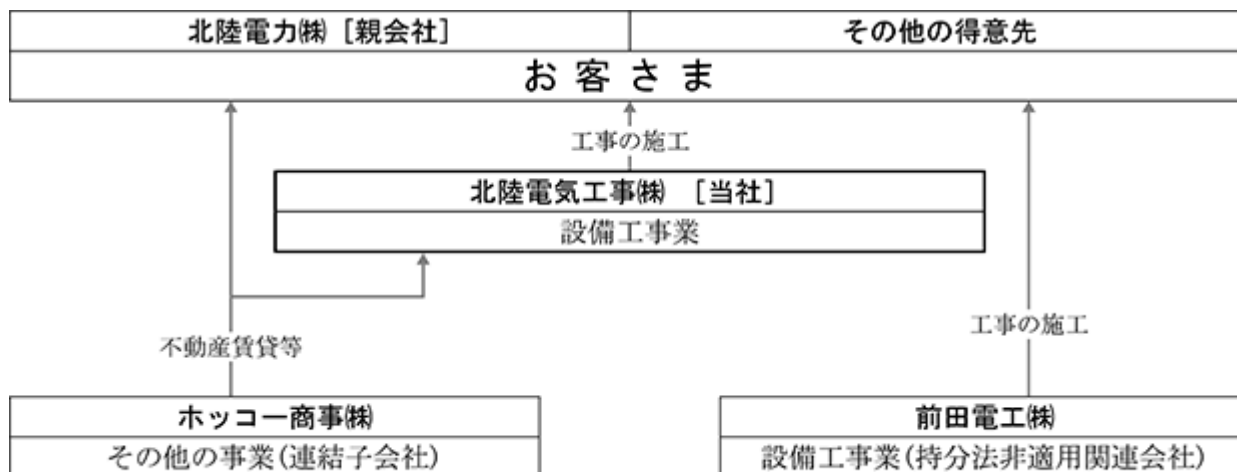 北陸電力㈱［親会社］
その他の得意先
お客さま
工事の施工
北陸電気工事㈱　［当社］
設備工事業
不動産賃貸等
工事の施工
ホッコー商事㈱
その他の事業(連結子会社)
前田電工㈱
設備工事業(持分法非適用関連会社)